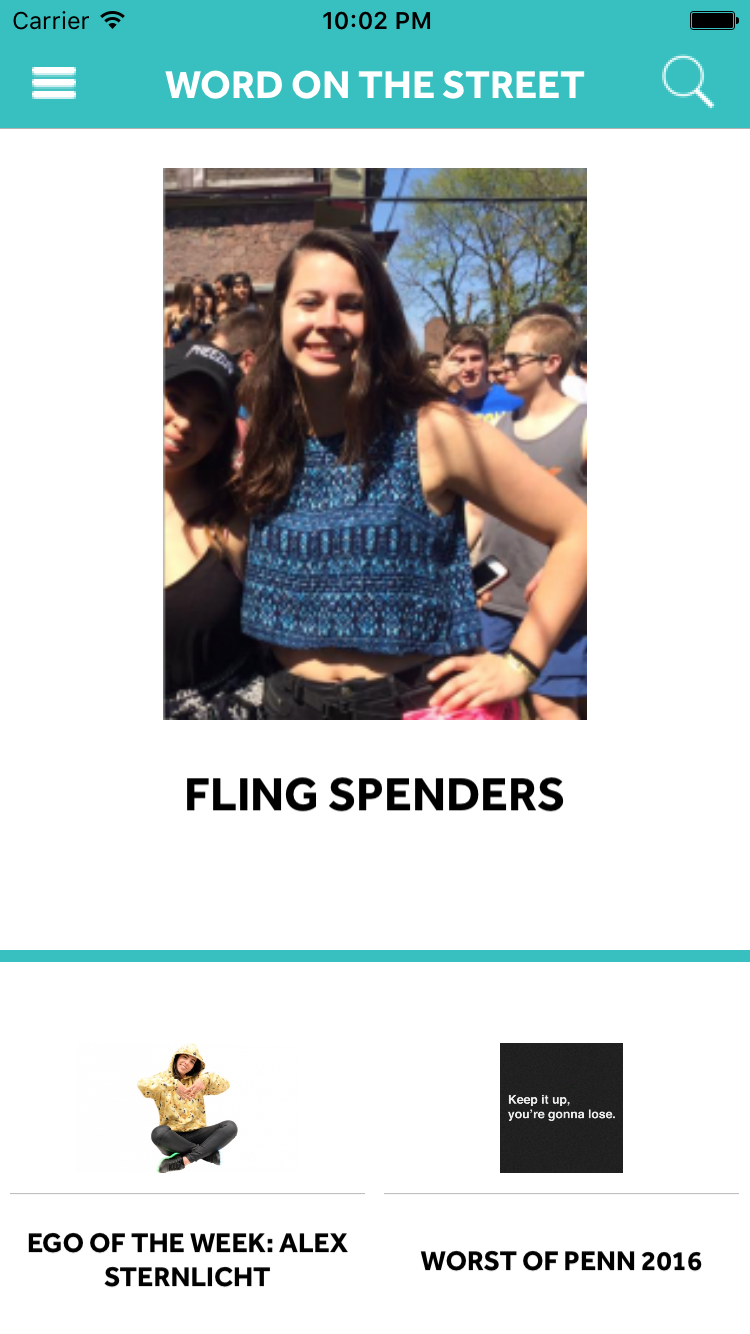 Carrier 10:02 PM
WORD ON THE STREET
FLING SPENDERS
Keep it up,
you're gonna lose.
EGO OF THE WEEK: ALEX
STERNLICHT
WORST OF PENN 2016